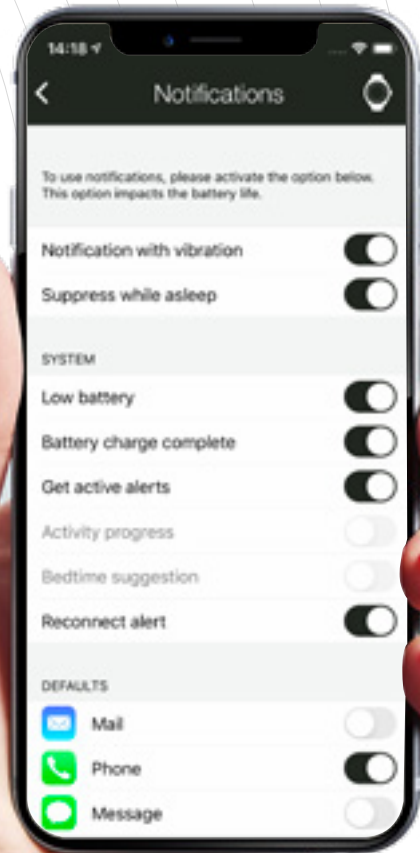 14:18
Notifications
To use notifications, please activate the option below.
This option impacts the battery life.
Notification with vibration
Suppress while asleep
SYSTEM
Low battery
Battery charge complete
Get active alerts
Activity progress
Bedtime suggestion
Reconnect alert
DEFAULTS
Mail
Phone
Message